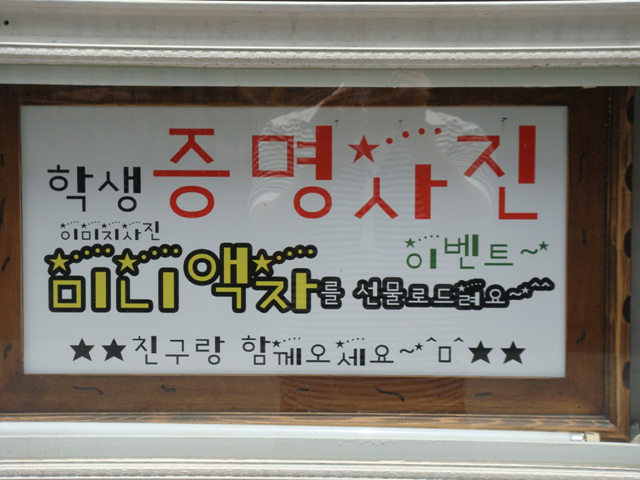 학생 증명사진
이미지사진
이벤트~★
미니액자를 선물로드려요~^^
★★친구랑 함께오세요~*^ㅁ^★★